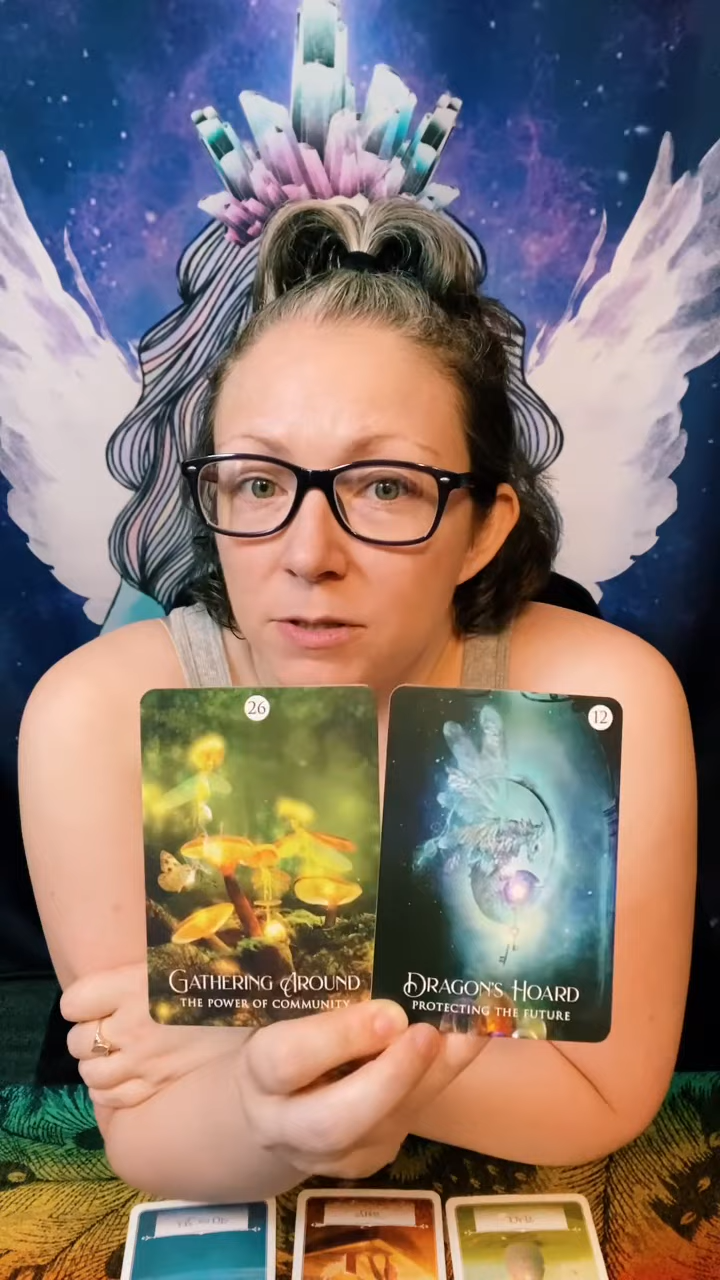 26
GATHERING AROUND
THE POWER OF COMMUNITY
12
DRAGON'S HOARD
PROTECTING THE FUTURE